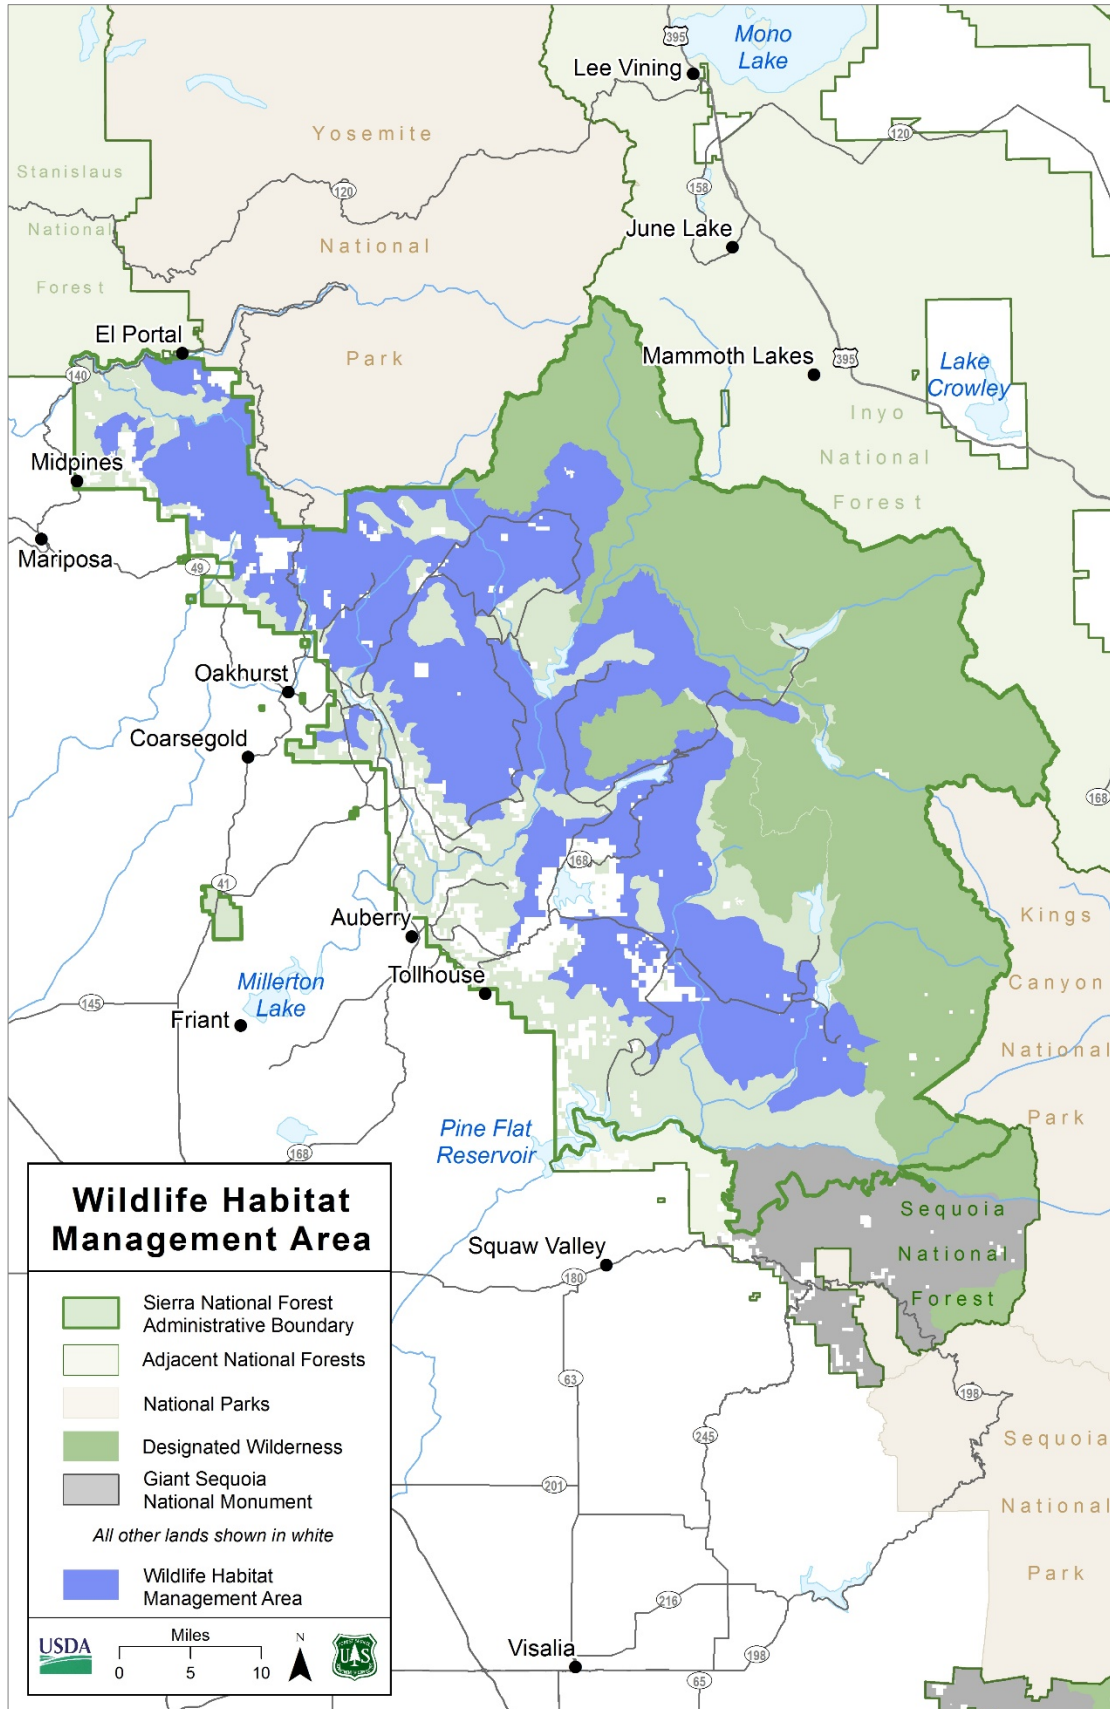 395
Mono
Lake
Lee Vining
Yosemite
120
120
Stanislaus
158
National
National
June Lake
Forest
El Portal
Park
Mammoth Lakes
395
140
Lake
Crowley
Inyo
National
Forest
Midpines
Mariposa
49
Oakhurst
Coarsegold
168
168
41
Auberry
Kings
Tollhouse
Millerton
Lake
Canyon
145
Friant
National
Park
Pine Flat
Reservoir
168
Sequoia
National
Forest
Squaw Valley
180
63
198
245
Sequoia
National
Park
201
216
Visalia
198
65
Wildlife Habitat
Management Area
Sierra National Forest
Administrative Boundary
Adjacent National Forests
National Parks
Designated Wilderness
Giant Sequoia
National Monument
All other lands shown in white
Wildlife Habitat
Management Area
USDA
Miles
0 5 10
N
U S